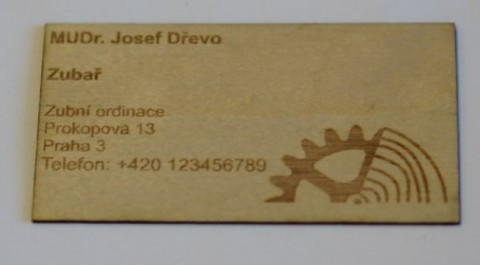 MUDr. Josef Dřevo
Zubař
Zubní ordinace
Prokopova 13
Praha 3
Telefon: +420 123456789